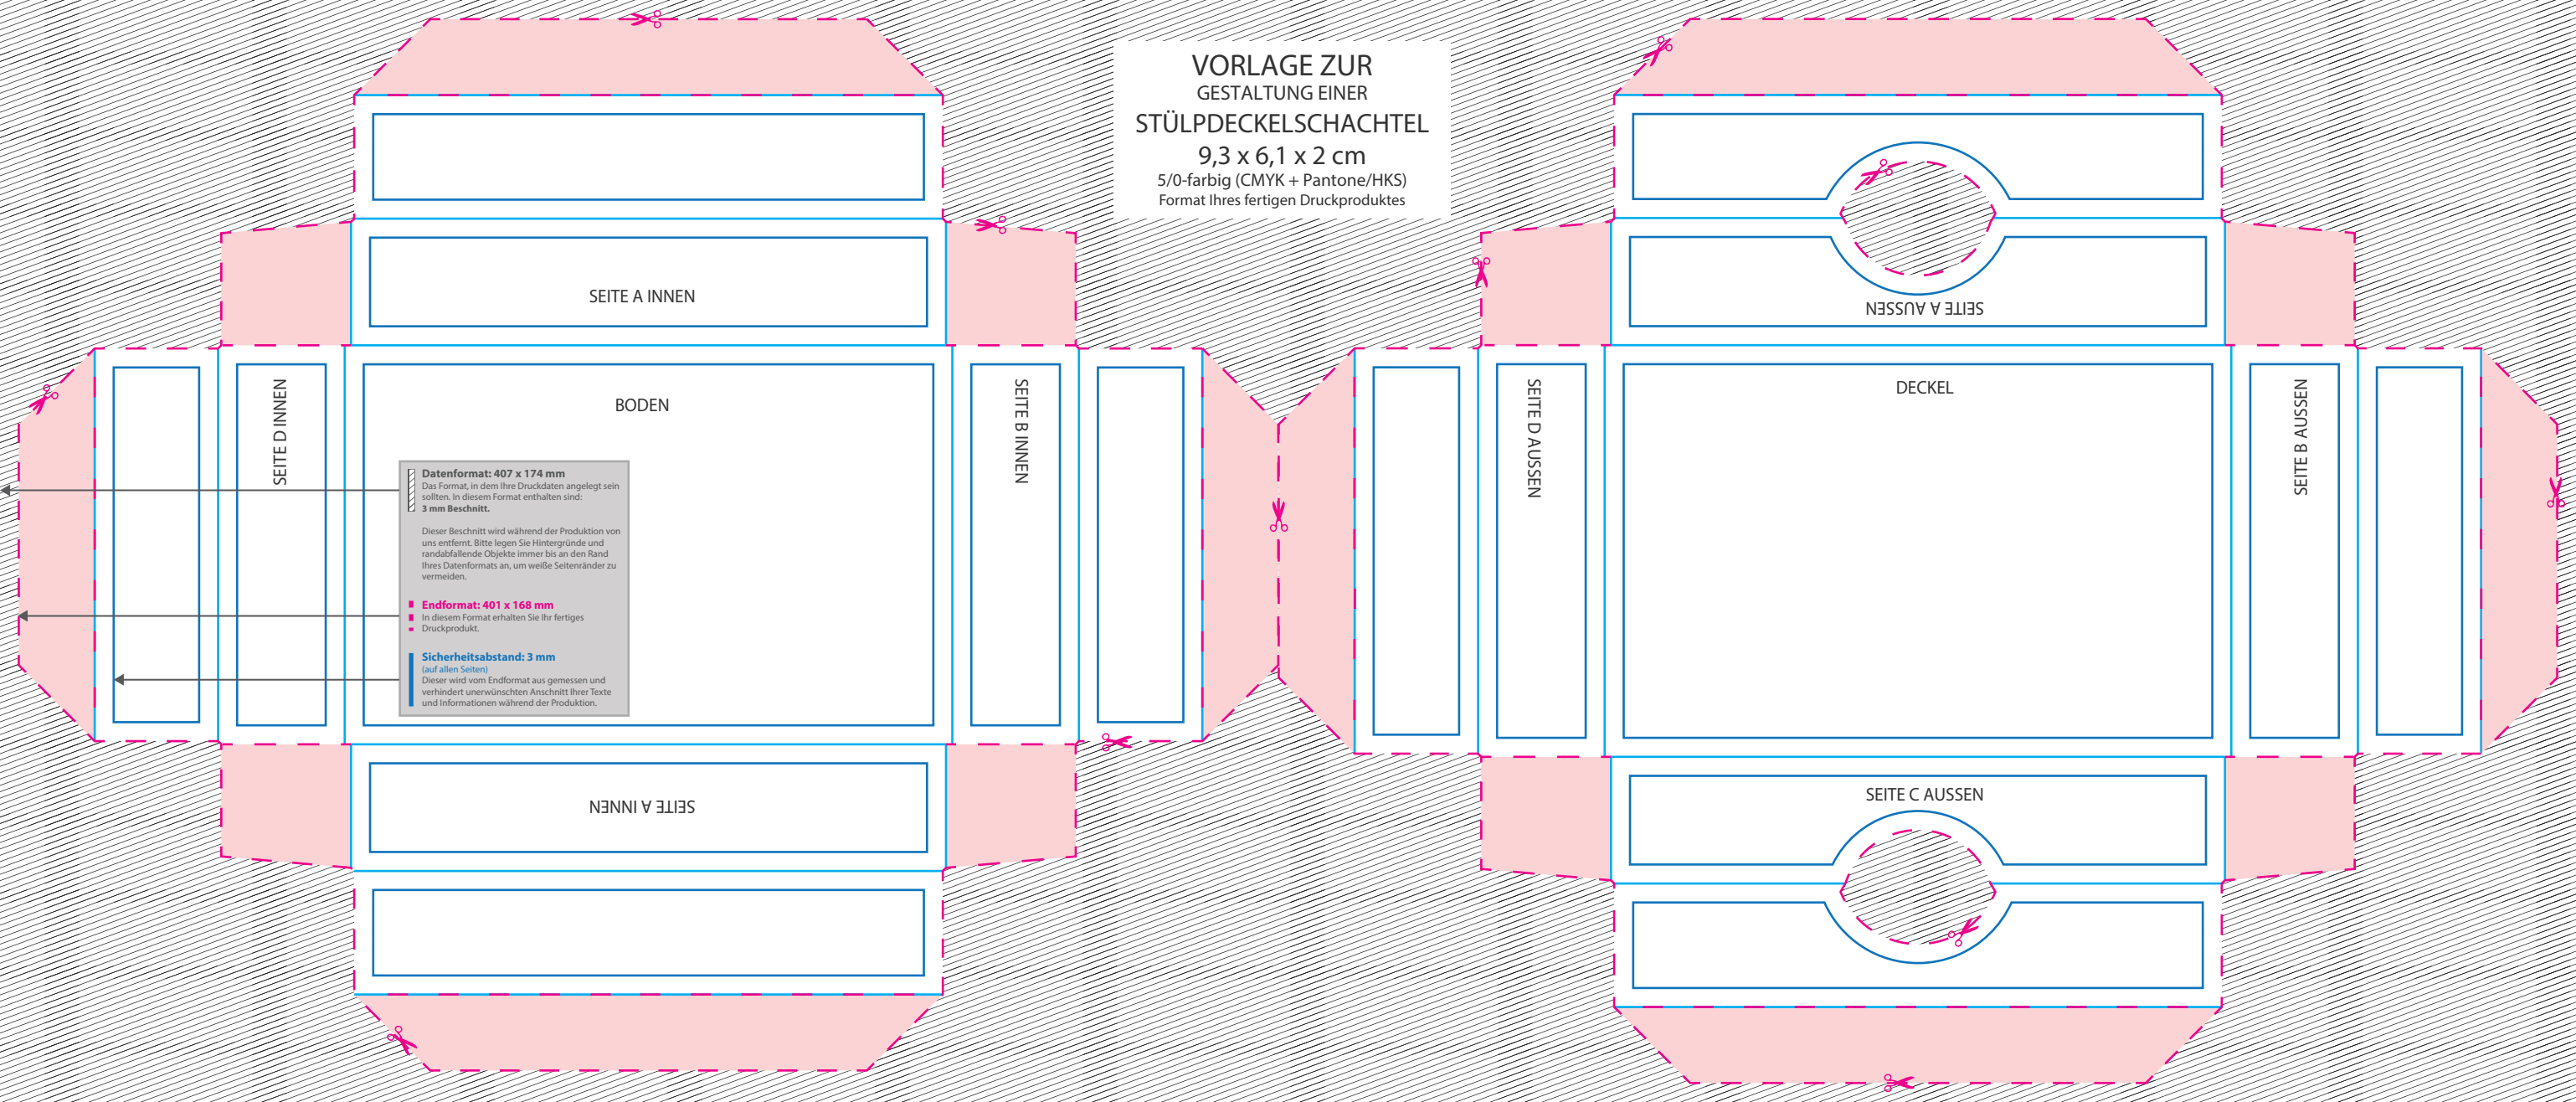 VORLAGE ZUR
GESTALTUNG EINER
STÜLPDECKELSCHACHTEL
9,3 x 6,1 x 2 cm
5/0-farbig (CMYK + Pantone/HKS)
Format Ihres fertigen Druckproduktes
SEITE A INNEN
SEITE D INNEN
BODEN
SEITE B INNEN
Datenformat: 407 x 174 mm
Das Format, in dem Ihre Druckdaten angelegt sein
sollten. In diesem Format enthalten sind:
3 mm Beschnitt.
Dieser Beschnitt wird während der Produktion von
uns entfernt. Bitte legen Sie Hintergründe und
randabfallende Objekte immer bis an den Rand
Ihres Datenformats an, um weiße Seitenränder zu
vermeiden.
Endformat: 401 x 168 mm
In diesem Format erhalten Sie Ihr fertiges
Druckprodukt.
Sicherheitsabstand: 3 mm
(auf allen Seiten)
Dieser wird vom Endformat aus gemessen und
verhindert unerwünschten Anschnitt Ihrer Texte
und Informationen während der Produktion.
SEITE A INNEN
SEITE A AUSSEN
SEITE D AUSSEN
DECKEL
SEITE B AUSSEN
SEITE C AUSSEN